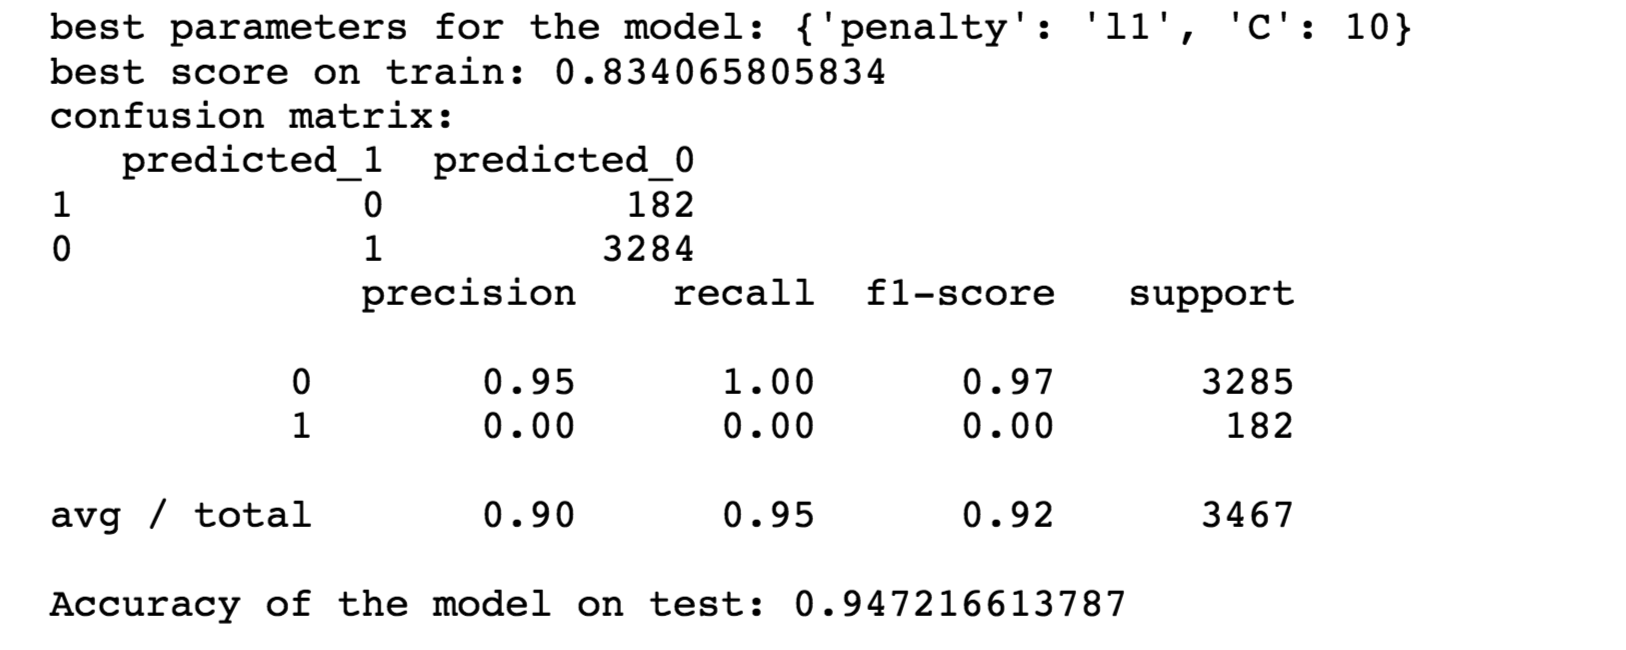 best parameters for the model: {'penalty': 'l1', 'C': 10}
best score on train: 0.834065805834
confusion matrix:
predicted_1 predicted_0
1 0 182
0 1 3284
precision recall f1-score support
0 0.95 1.00 0.97 3285
1 0.00 0.00 0.00 182
avg / total 0.90 0.95 0.92 3467
Accuracy of the model on test: 0.947216613787